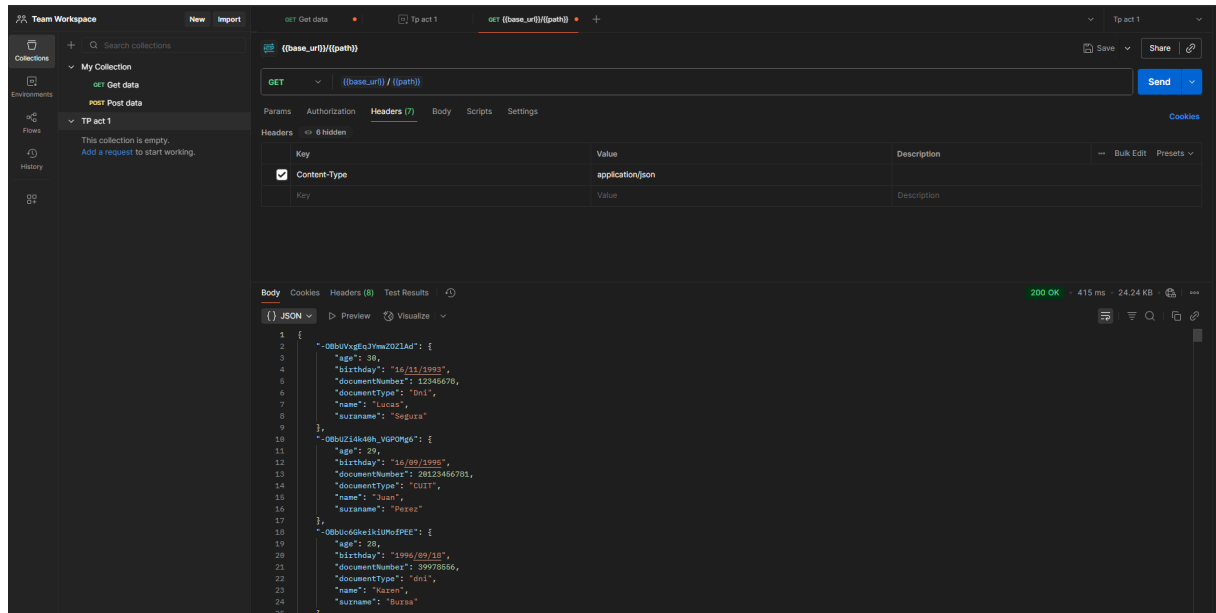 Team Workspace New Import GET Get data Tp act 1 GET {{base_url}}/{{path}} Tp act 1
Collections Search collections {{base_url}}/{{path}} Save Share
My Collection
GET Get data GET {{base_url}} / {{path}} Send
Environments
POST Post data
Params Authorization Headers (7) Body Scripts Settings Cookies
TP act 1
Flows Headers 6 hidden
This collection is empty.
Add a request to start working.
Key Value Description Bulk Edit Presets
History
Content-Type application/json
Key Value Description
Body Cookies Headers (8) Test Results 200 OK 415 ms 24.24 KB
{} JSON Preview Visualize
1 {
2 "-OBbUVxgEqJYmwZOZlAd": {
3 "age": 30,
4 "birthday": "16/11/1993",
5 "documentNumber": 12345678,
6 "documentType": "Dni",
7 "name": "Lucas",
8 "suraname": "Segura"
9 },
10 "-OBbUZi4k40h_VGPOMg6": {
11 "age": 29,
12 "birthday": "16/09/1995",
13 "documentNumber": 20123456781,
14 "documentType": "CUIT",
15 "name": "Juan",
16 "suraname": "Perez"
17 },
18 "-OBbUc6GkeikiUMofPEE": {
19 "age": 28,
20 "birthday": "1996/09/18",
21 "documentNumber": 39978556,
22 "documentType": "dni",
23 "name": "Karen",
24 "surname": "Bursa"